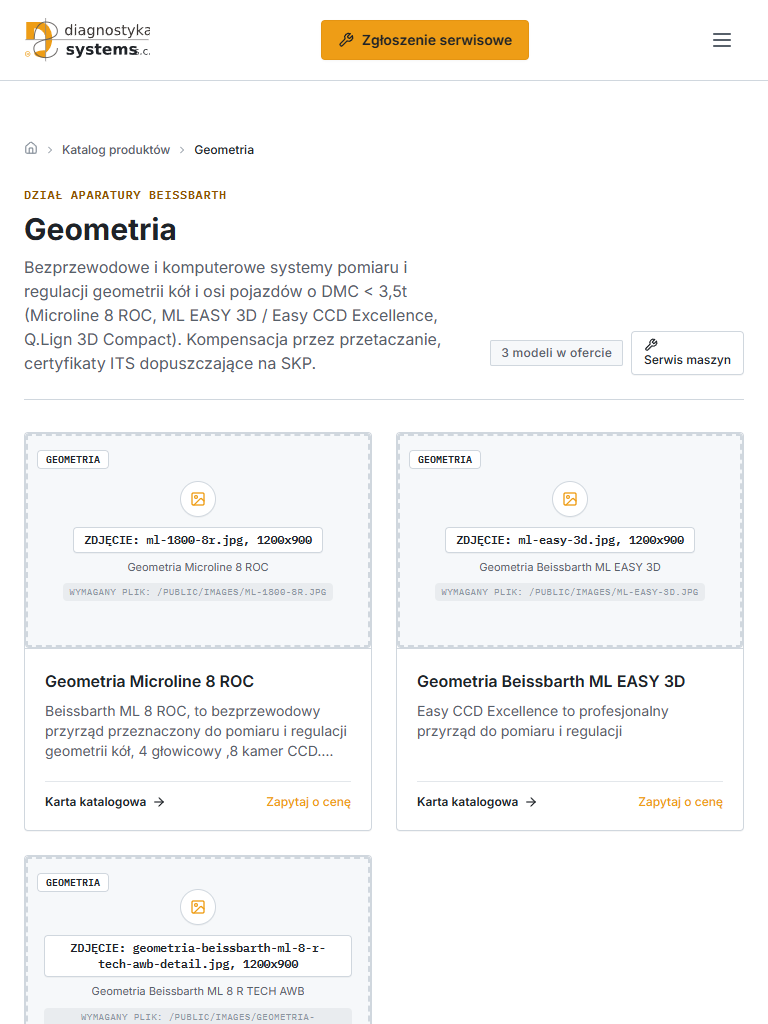 diagnostyka
systems s.c.
Zgłoszenie serwisowe
Katalog produktów
Geometria
DZIAŁ APARATURY BEISSBARTH
Geometria
Bezprzewodowe i komputerowe systemy pomiaru i
regulacji geometrii kół i osi pojazdów o DMC < 3,5t
(Microline 8 ROC, ML EASY 3D / Easy CCD Excellence,
Q.Lign 3D Compact). Kompensacja przez przetaczanie,
certyfikaty ITS dopuszczające na SKP.
3 modeli w ofercie
Serwis maszyn
GEOMETRIA
ZDJĘCIE: ml-1800-8r.jpg, 1200x900
Geometria Microline 8 ROC
WYMAGANY PLIK: /PUBLIC/IMAGES/ML-1800-8R.JPG
Geometria Microline 8 ROC
Beissbarth ML 8 ROC, to bezprzewodowy
przyrząd przeznaczony do pomiaru i regulacji
geometrii kół, 4 głowicowy ,8 kamer CCD....
Karta katalogowa
Zapytaj o cenę
GEOMETRIA
ZDJĘCIE: ml-easy-3d.jpg, 1200x900
Geometria Beissbarth ML EASY 3D
WYMAGANY PLIK: /PUBLIC/IMAGES/ML-EASY-3D.JPG
Geometria Beissbarth ML EASY 3D
Easy CCD Excellence to profesjonalny
przyrząd do pomiaru i regulacji
Karta katalogowa
Zapytaj o cenę
GEOMETRIA
ZDJĘCIE: geometria-beissbarth-ml-8-r-
tech-awb-detail.jpg, 1200x900
Geometria Beissbarth ML 8 R TECH AWB
WYMAGANY PLIK: /PUBLIC/IMAGES/GEOMETRIA-